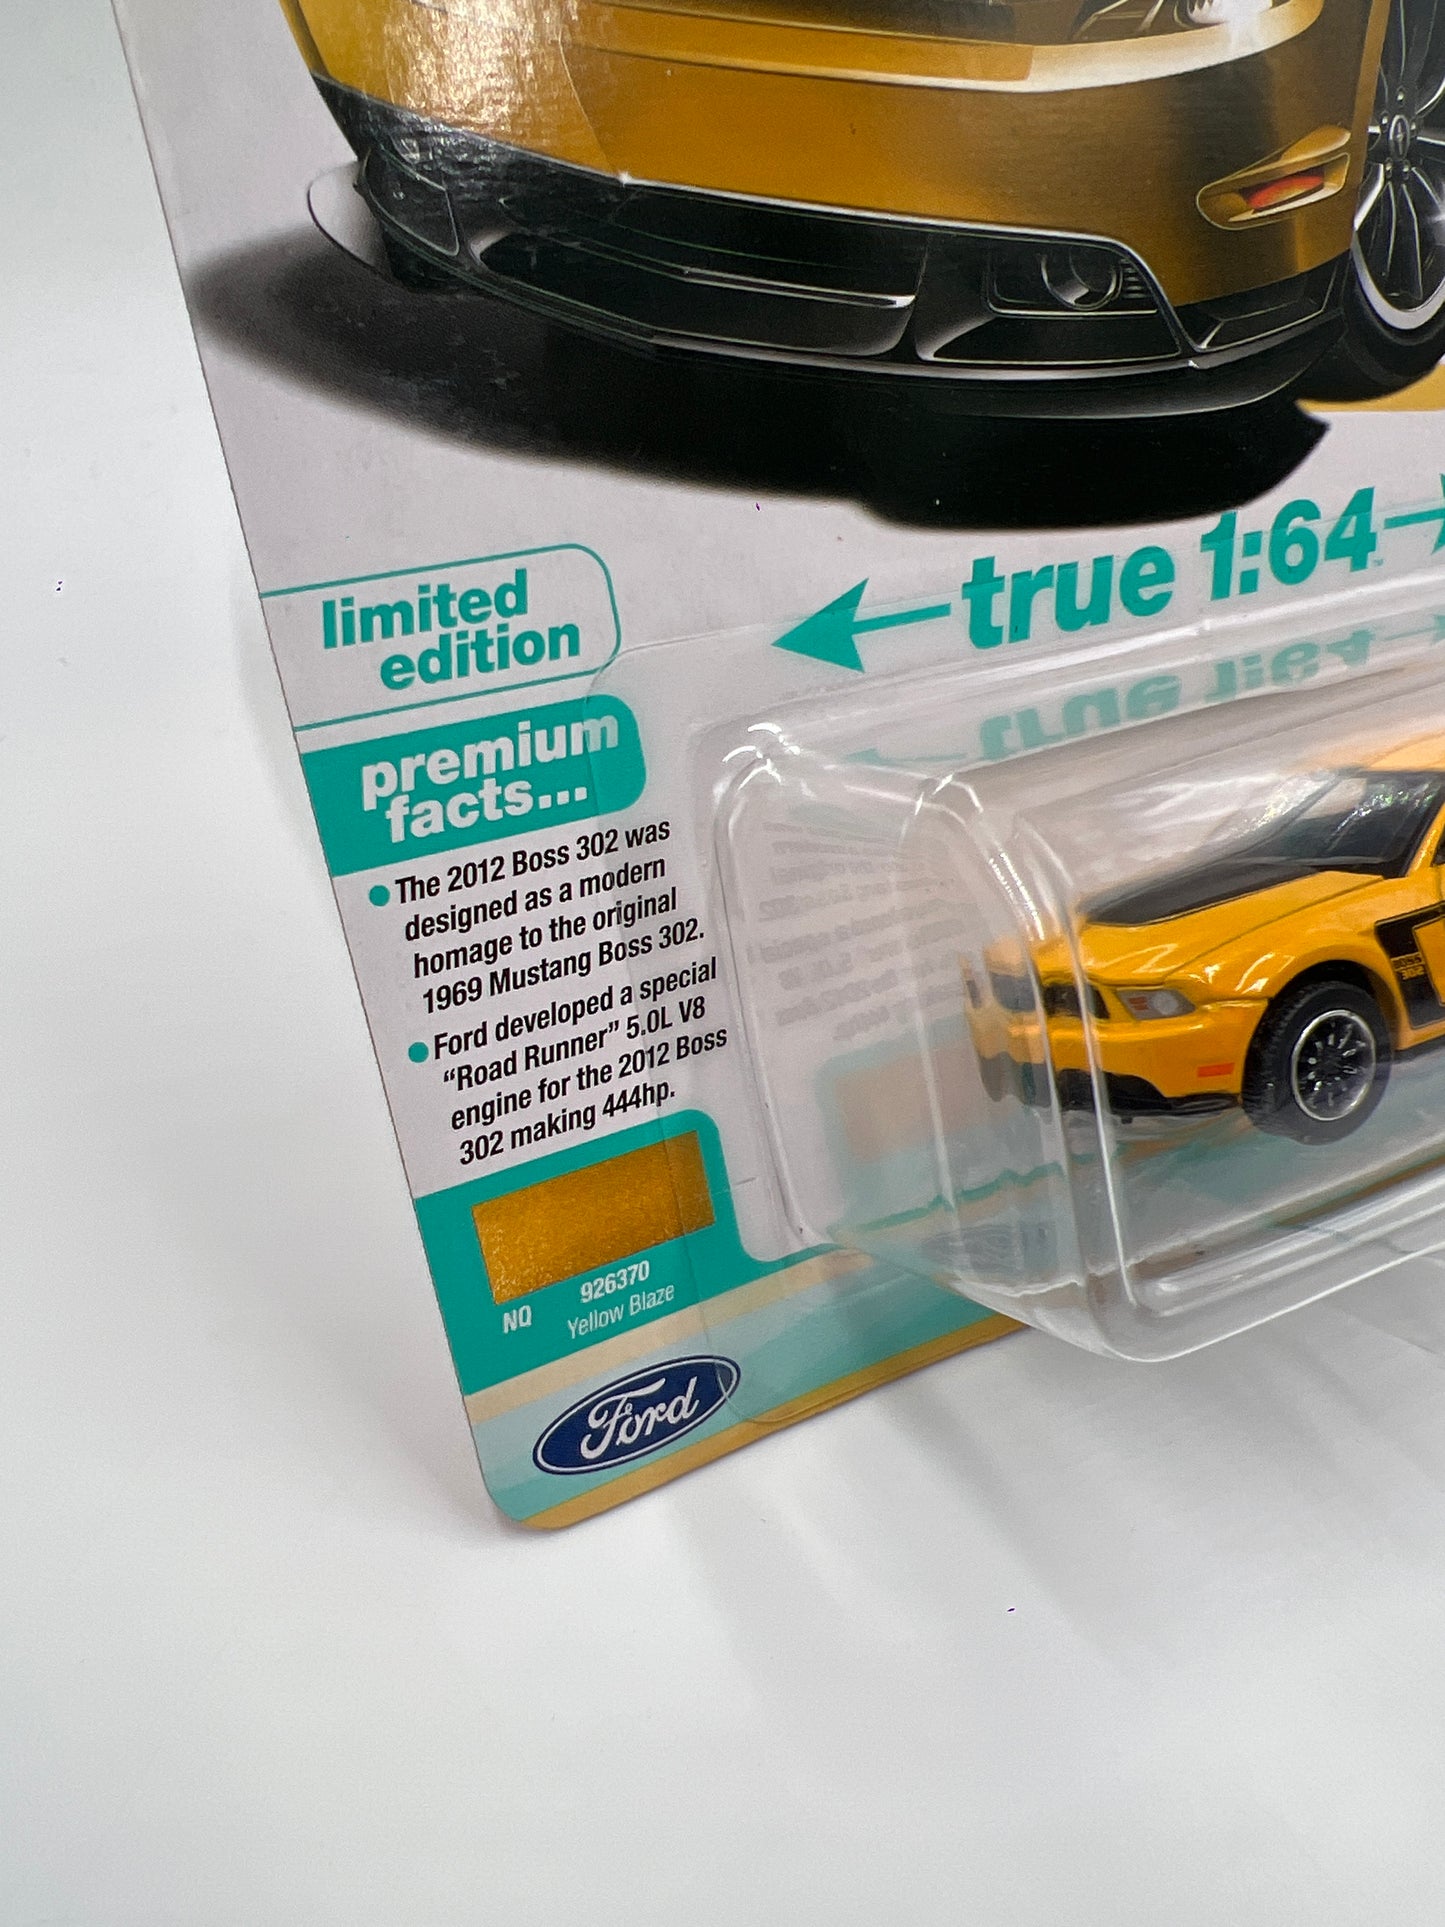 true 1:64
limited
edition
premium
facts...
• The 2012 Boss 302 was
designed as a modern
homage to the original
1969 Mustang Boss 302.
• Ford developed a special
“Road Runner” 5.0L V8
engine for the 2012 Boss
302 making 444hp.
NQ 926370
Yellow Blaze
Ford
BOSS
302